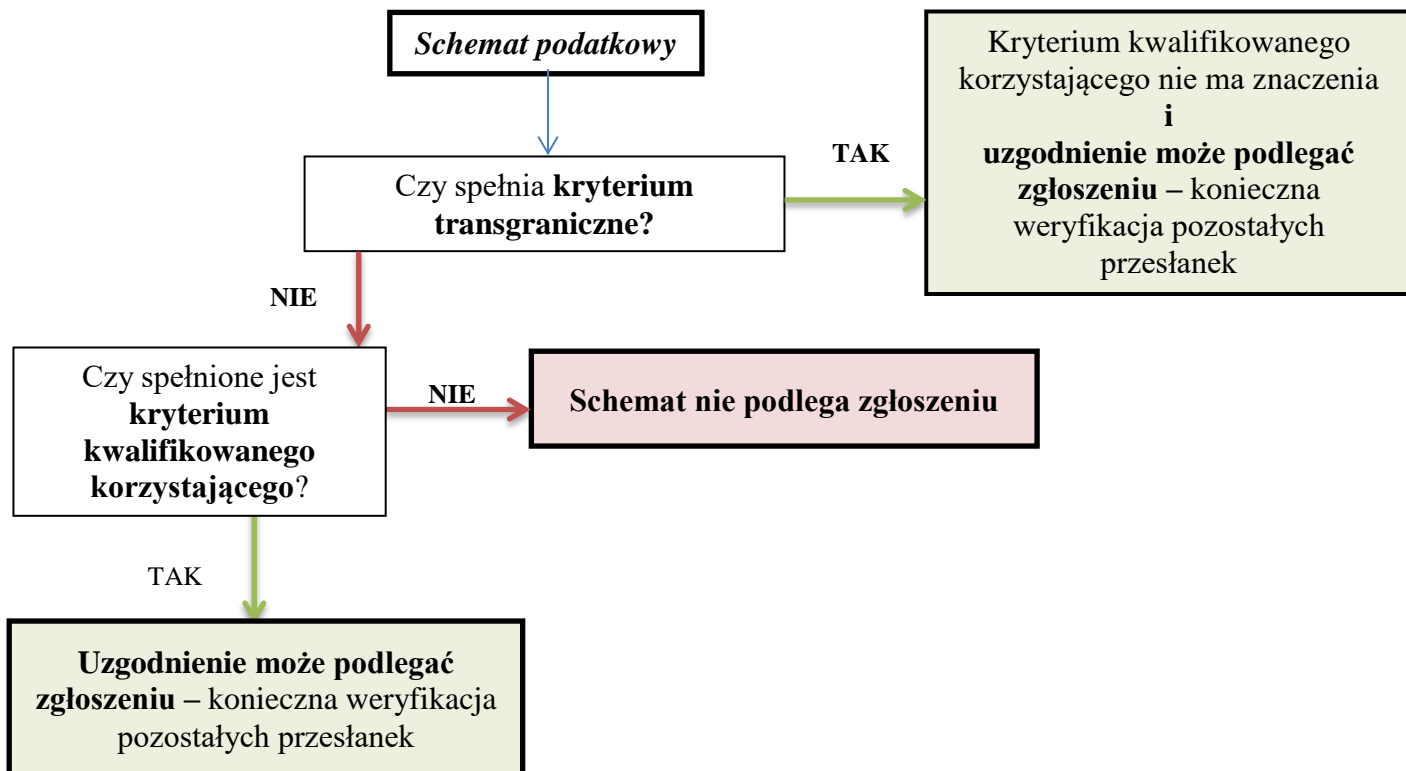 Schemat podatkowy
Kryterium kwalifikowanego
korzystającego nie ma znaczenia
i
uzgodnienie może podlegać
zgłoszeniu – konieczna
weryfikacja pozostałych
przesłanek
TAK
Czy spełnia kryterium
transgraniczne?
NIE
Czy spełnione jest
kryterium
kwalifikowanego
korzystającego?
NIE
Schemat nie podlega zgłoszeniu
TAK
Uzgodnienie może podlegać
zgłoszeniu – konieczna weryfikacja
pozostałych przesłanek